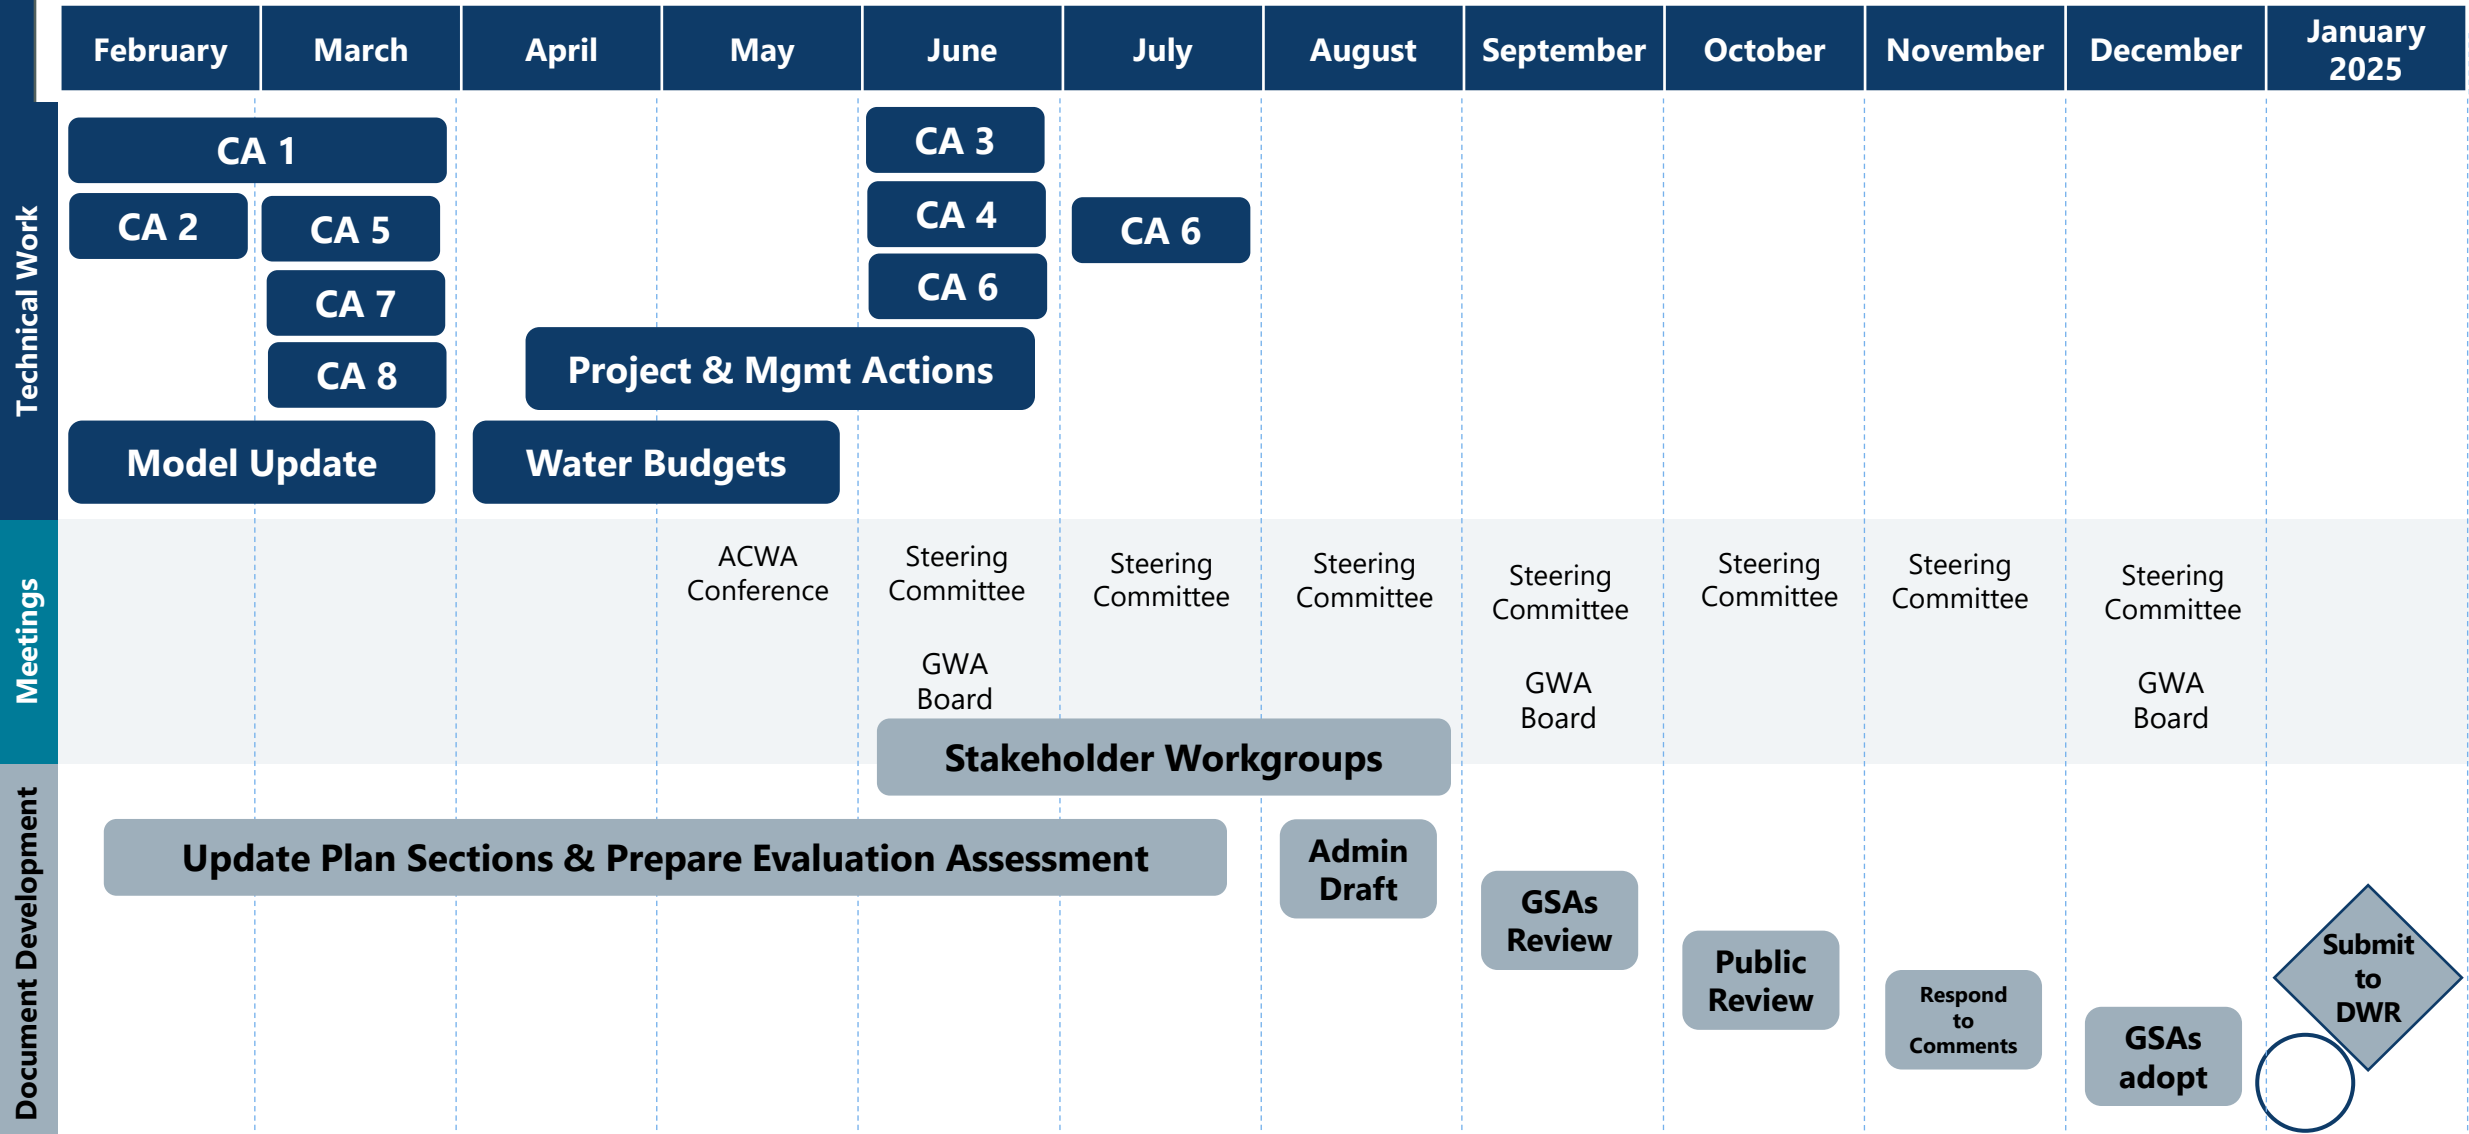 February
March
April
May
June
July
August
September
October
November
December
January
2025
Technical Work
CA 1
CA 3
CA 2
CA 5
CA 4
CA 6
CA 7
CA 6
CA 8
Project & Mgmt Actions
Model Update
Water Budgets
Meetings
ACWA
Conference
Steering
Committee
GWA
Board
Steering
Committee
Steering
Committee
Steering
Committee
GWA
Board
Steering
Committee
Steering
Committee
Steering
Committee
GWA
Board
Stakeholder Workgroups
Document Development
Update Plan Sections & Prepare Evaluation Assessment
Admin
Draft
GSAs
Review
Public
Review
Respond
to
Comments
GSAs
adopt
Submit
to
DWR